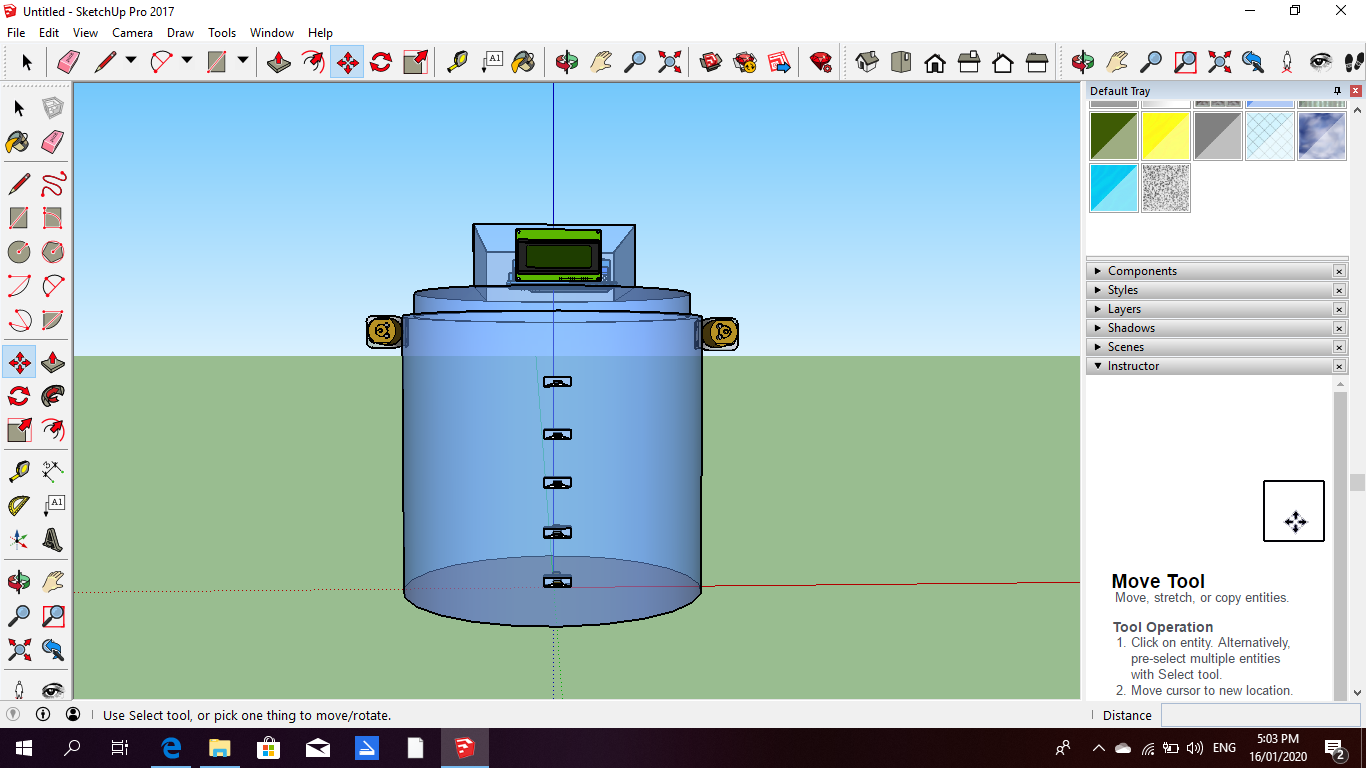 Untitled - SketchUp Pro 2017
File Edit View Camera Draw Tools Window Help
A1
Default Tray
Components
Styles
Layers
Shadows
Scenes
Instructor
A1
Move Tool
Move, stretch, or copy entities.
Tool Operation
1. Click on entity. Alternatively,
pre-select multiple entities
with Select tool.
2. Move cursor to new location.
Use Select tool, or pick one thing to move/rotate.
Distance
ENG
5:03 PM
16/01/2020
2